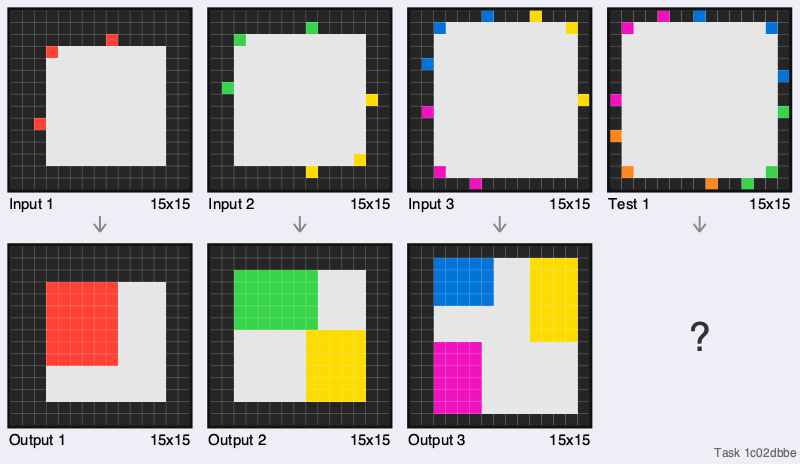 Input 1 15x15
Input 2 15x15
Input 3 15x15
Test 1 15x15
?
Output 1 15x15
Output 2 15x15
Output 3 15x15
Task 1c02dbbe